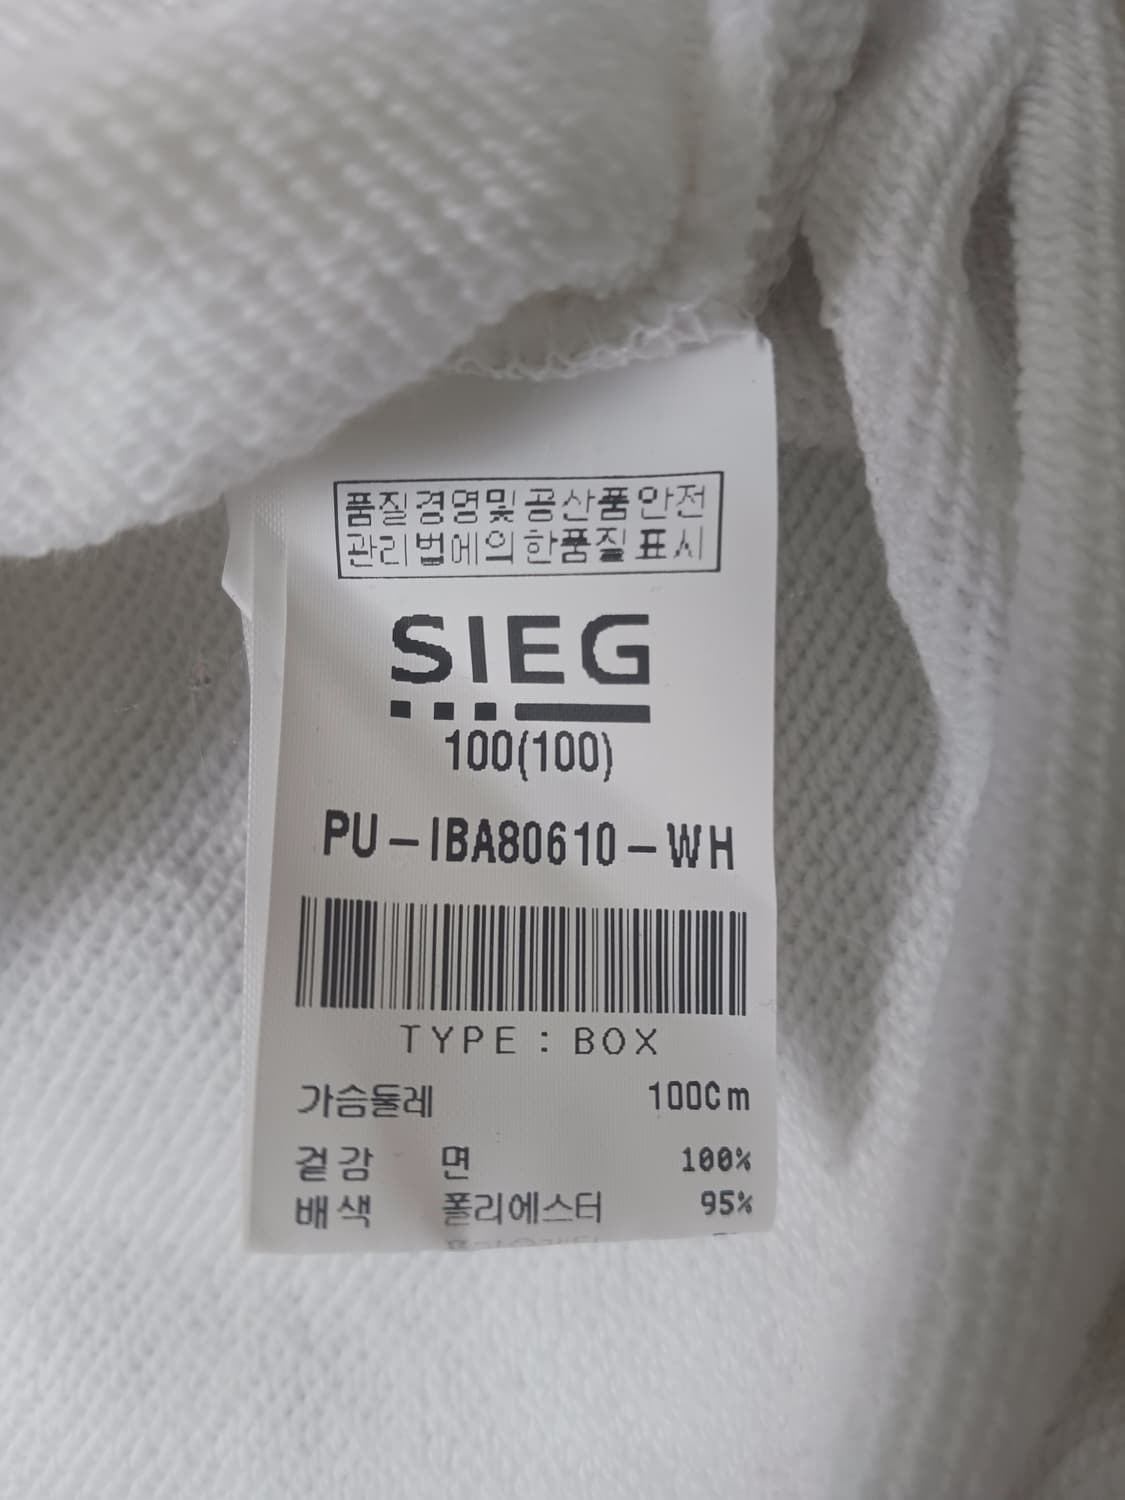 품질경영및 공산품안전
관리법에의한품질표시
SIEG
100(100)
PU-IBA80610-WH
TYPE : BOX
가슴둘레 100Cm
겉감 면 100%
배색 폴리에스터 95%